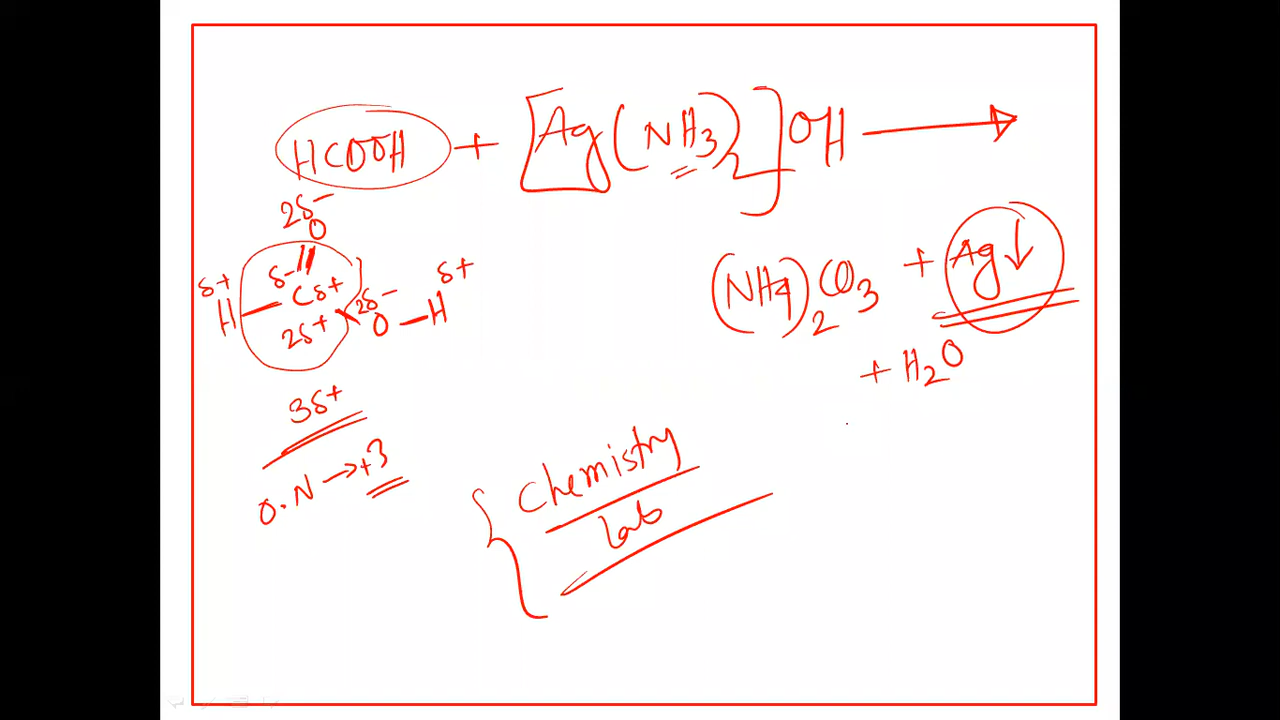 HCOOH + [Ag(NH3)2]OH →
(NH4)2CO3 + Ag↓
+ H2O
2δ-
O
δ+ δ- Cδ+ 2δ- δ+
H O - H
2δ+
3δ+
O.N → +3
Chemistry
Lab